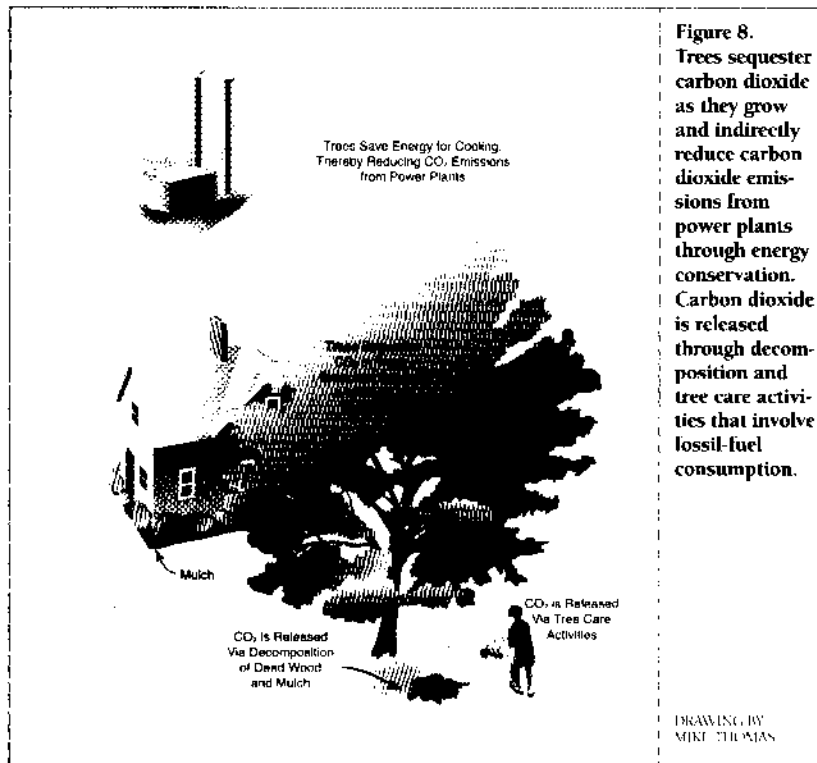 Trees Save Energy for Cooking,
Thereby Reducing CO₂ Emissions
from Power Plants
Trees
CO₂
Mulch
CO₂ is Released
Via Decomposition
of Dead Wood
and Mulch
CO₂ is Released
Via Tree Care
Activities
Figure 8.
Trees sequester
carbon dioxide
as they grow
and indirectly
reduce carbon
dioxide emis-
sions from
power plants
through energy
conservation.
Carbon dioxide
is released
through decom-
position and
tree care activi-
ties that involve
fossil-fuel
consumption.
DRAWING BY
MIKE THOMAS